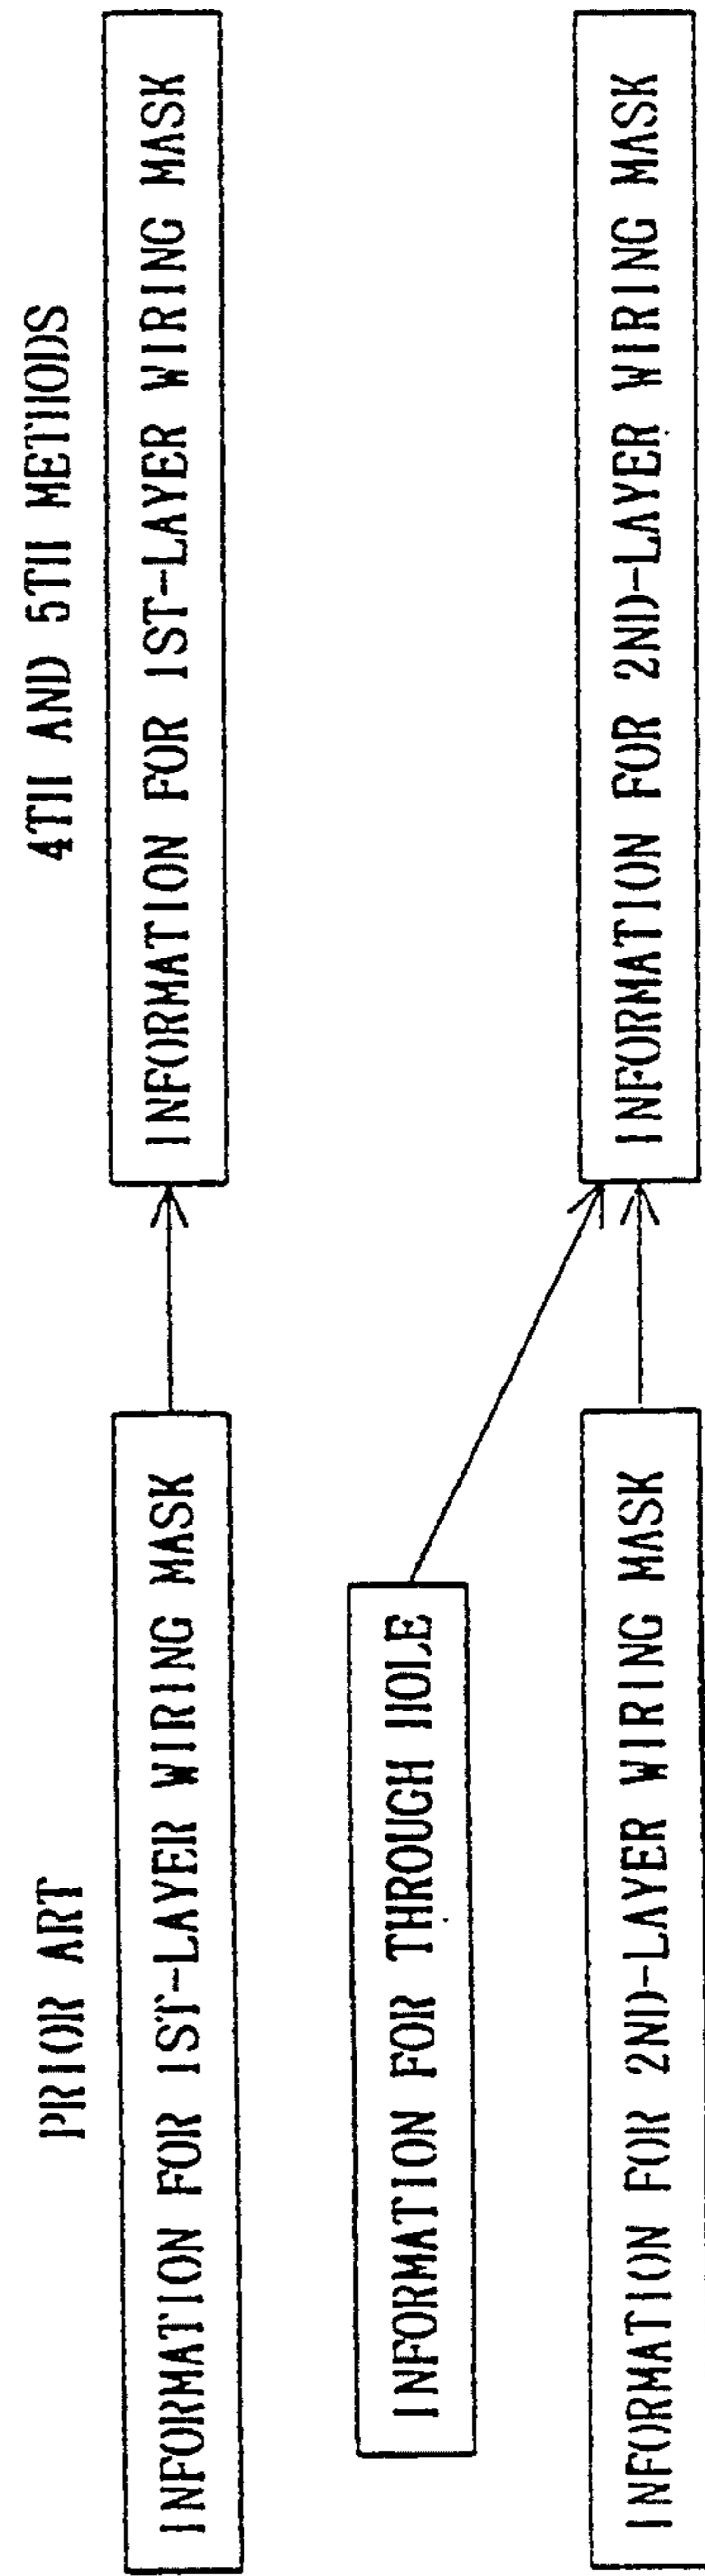 PRIOR ART
4TH AND 5TH METHODS
INFORMATION FOR 1ST-LAYER WIRING MASK
INFORMATION FOR 1ST-LAYER WIRING MASK
INFORMATION FOR THROUGH HOLE
INFORMATION FOR 2ND-LAYER WIRING MASK
INFORMATION FOR 2ND-LAYER WIRING MASK